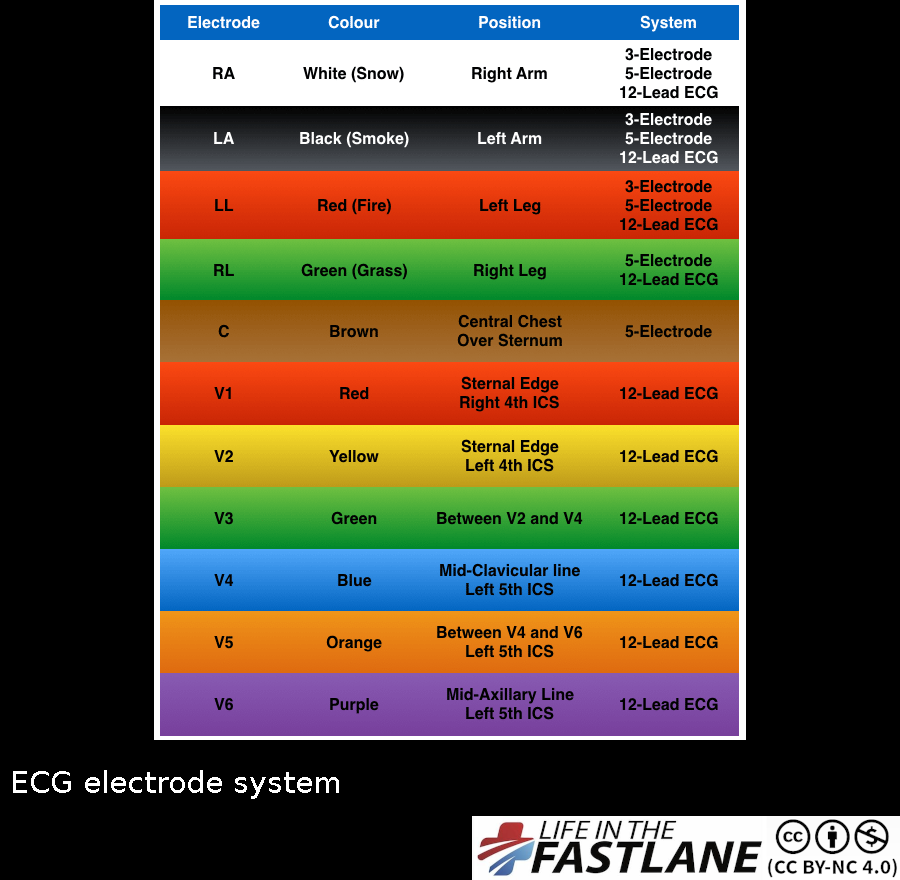 Electrode Colour Position System
RA White (Snow) Right Arm 3-Electrode
5-Electrode
12-Lead ECG
LA Black (Smoke) Left Arm 3-Electrode
5-Electrode
12-Lead ECG
LL Red (Fire) Left Leg 3-Electrode
5-Electrode
12-Lead ECG
RL Green (Grass) Right Leg 5-Electrode
12-Lead ECG
C Brown Central Chest
Over Sternum 5-Electrode
V1 Red Sternal Edge
Right 4th ICS 12-Lead ECG
V2 Yellow Sternal Edge
Left 4th ICS 12-Lead ECG
V3 Green Between V2 and V4 12-Lead ECG
V4 Blue Mid-Clavicular line
Left 5th ICS 12-Lead ECG
V5 Orange Between V4 and V6
Left 5th ICS 12-Lead ECG
V6 Purple Mid-Axillary Line
Left 5th ICS 12-Lead ECG
ECG electrode system
LIFE IN THE
FASTLANE
cc
(CC BY-NC 4.0)